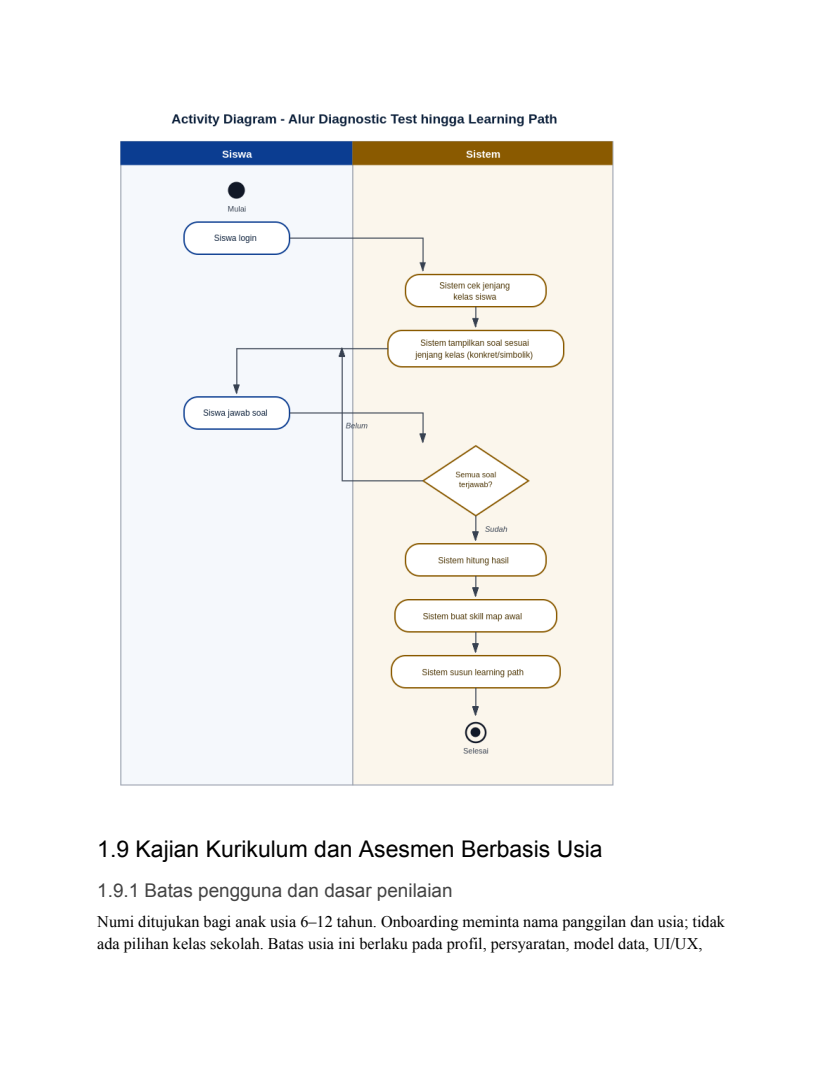 Activity Diagram - Alur Diagnostic Test hingga Learning Path
Siswa
Sistem
Mulai
Siswa login
Sistem cek jenjang
kelas siswa
Sistem tampilkan soal sesuai
jenjang kelas (konkret/simbolik)
Siswa jawab soal
Belum
Semua soal
terjawab?
Sudah
Sistem hitung hasil
Sistem buat skill map awal
Sistem susun learning path
Selesai
1.9 Kajian Kurikulum dan Asesmen Berbasis Usia
1.9.1 Batas pengguna dan dasar penilaian
Numi ditujukan bagi anak usia 6–12 tahun. Onboarding meminta nama panggilan dan usia; tidak
ada pilihan kelas sekolah. Batas usia ini berlaku pada profil, persyaratan, model data, UI/UX,